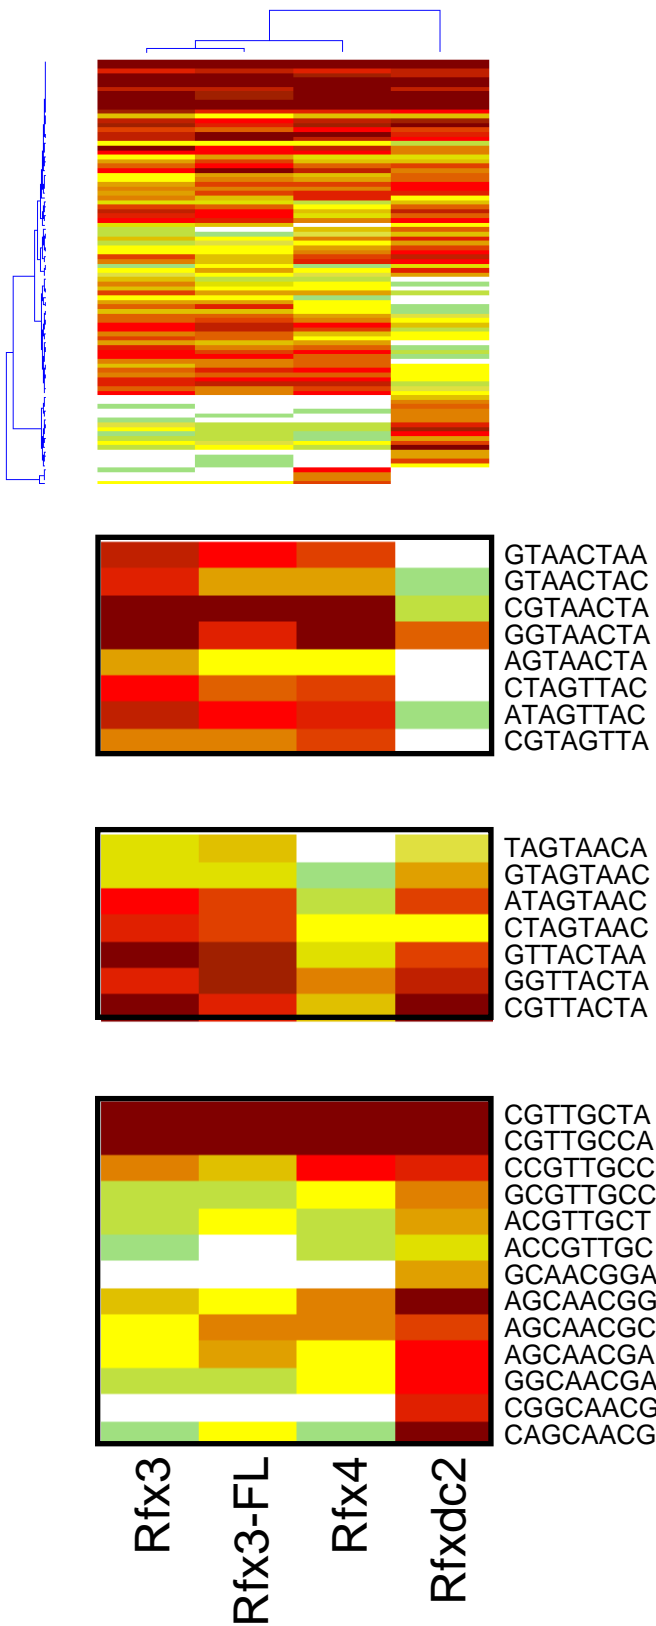 GTAACTAA
GTAACTAC
CGTAACTA
GGTAACTA
AGTAACTA
CTAGTTAC
ATAGTTAC
CGTAGTTA
TAGTAACA
GTAGTAAC
ATAGTAAC
CTAGTAAC
GTTACTAA
GGTTACTA
CGTTACTA
CGTTGCTA
CGTTGCCA
CCGTTGCC
GCGTTGCC
ACGTTGCT
ACCGTTGC
GCAACGGA
AGCAACGG
AGCAACGC
AGCAACGA
GGCAACGA
CGGCAACG
CAGCAACG
Rfx3
Rfx3-FL
Rfx4
Rfxdc2